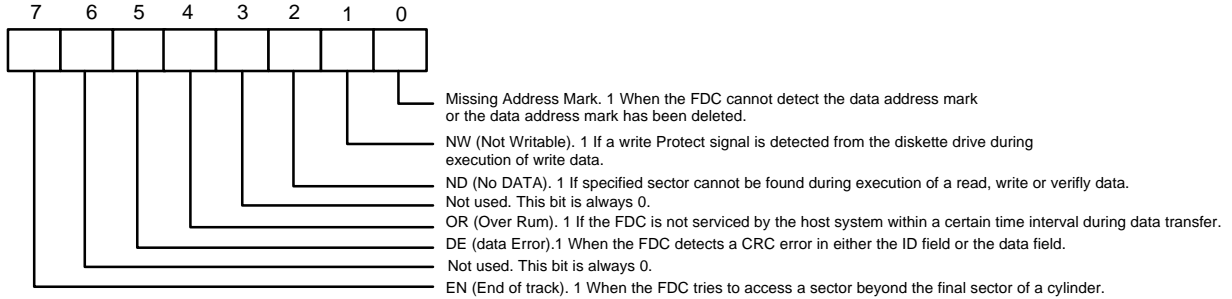 7 6 5 4 3 2 1 0
Missing Address Mark. 1 When the FDC cannot detect the data address mark
or the data address mark has been deleted.
NW (Not Writable). 1 If a write Protect signal is detected from the diskette drive during
execution of write data.
ND (No DATA). 1 If specified sector cannot be found during execution of a read, write or verifly data.
Not used. This bit is always 0.
OR (Over Rum). 1 If the FDC is not serviced by the host system within a certain time interval during data transfer.
DE (data Error).1 When the FDC detects a CRC error in either the ID field or the data field.
Not used. This bit is always 0.
EN (End of track). 1 When the FDC tries to access a sector beyond the final sector of a cylinder.